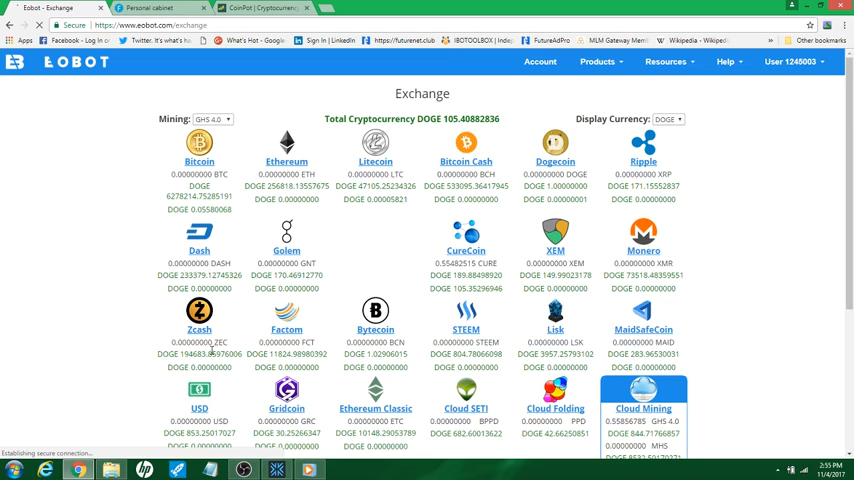 Eobot - Exchange
Personal cabinet
CoinPot | Cryptocurrency
Secure https://www.eobot.com/exchange
Apps Facebook - Log In o Twitter. It's what's ha What's Hot - Google+ Sign In | LinkedIn https://futurenet.club IBOTOOLBOX | Indep FutureAdPro MLM Gateway Memb Wikipedia - Wikiped » Other bookmarks
EOBOT Account Products Resources Help User 1245003
Exchange
Mining: GHS 4.0 Total Cryptocurrency DOGE 105.40882836 Display Currency: DOGE
Bitcoin Ethereum Litecoin Bitcoin Cash Dogecoin Ripple
0.00000000 BTC 0.00000000 ETH 0.00000000 LTC 0.00000000 BCH 0.00000000 DOGE 0.00000000 XRP
DOGE DOGE 256818.13557675 DOGE 47105.25234326 DOGE 533095.36417945 DOGE 1.00000000 DOGE 171.15552837
6278214.75285191 DOGE 0.00000000 DOGE 0.00005821 DOGE 0.00000000 DOGE 0.00000001 DOGE 0.00000000
DOGE 0.05580068
Dash Golem CureCoin XEM Monero
0.00000000 DASH 0.00000000 GNT 0.55482515 CURE 0.00000000 XEM 0.00000000 XMR
DOGE 233379.12745326 DOGE 170.46912770 DOGE 189.88498920 DOGE 149.99023178 DOGE 73518.48359551
DOGE 0.00000000 DOGE 0.00000000 DOGE 105.35296946 DOGE 0.00000000 DOGE 0.00000000
Zcash Factom Bytecoin STEEM Lisk MaidSafeCoin
0.00000000 ZEC 0.00000000 FCT 0.00000000 BCN 0.00000000 STEEM 0.00000000 LSK 0.00000000 MAID
DOGE 194683.85976006 DOGE 11824.98980392 DOGE 1.02906015 DOGE 804.78066098 DOGE 3957.25793102 DOGE 283.96530031
DOGE 0.00000000 DOGE 0.00000000 DOGE 0.00000000 DOGE 0.00000000 DOGE 0.00000000 DOGE 0.00000000
USD Gridcoin Ethereum Classic Cloud SETI Cloud Folding Cloud Mining
0.00000000 USD 0.00000000 GRC 0.00000000 ETC 0.00000000 BPPD 0.00000000 PPD 0.55856785 GHS 4.0
DOGE 853.25017027 DOGE 30.25266347 DOGE 10148.29053789 DOGE 682.60013622 DOGE 42.66250851 DOGE 844.71766857
0.00000000 MHS
Establishing secure connection...
2:55 PM
11/4/2017